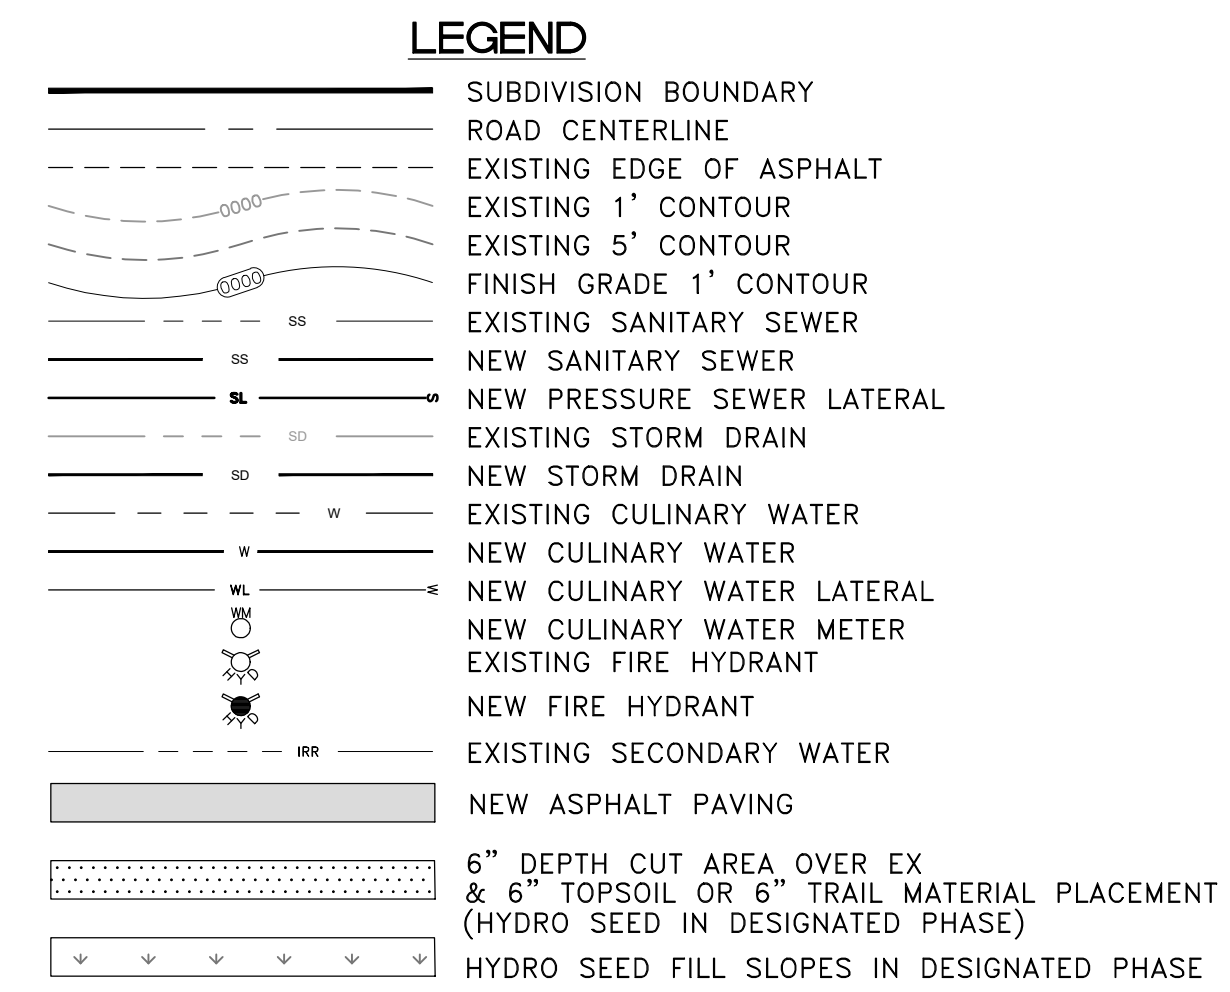 LEGEND
SUBDIVISION BOUNDARY
ROAD CENTERLINE
EXISTING EDGE OF ASPHALT
0000 EXISTING 1' CONTOUR
EXISTING 5' CONTOUR
0000 FINISH GRADE 1' CONTOUR
SS EXISTING SANITARY SEWER
SS NEW SANITARY SEWER
SL S NEW PRESSURE SEWER LATERAL
SD EXISTING STORM DRAIN
SD NEW STORM DRAIN
W EXISTING CULINARY WATER
W NEW CULINARY WATER
WL W NEW CULINARY WATER LATERAL
WM
NEW CULINARY WATER METER
HYD EXISTING FIRE HYDRANT
HYD NEW FIRE HYDRANT
IRR EXISTING SECONDARY WATER
NEW ASPHALT PAVING
6” DEPTH CUT AREA OVER EX
& 6” TOPSOIL OR 6” TRAIL MATERIAL PLACEMENT
(HYDRO SEED IN DESIGNATED PHASE)
HYDRO SEED FILL SLOPES IN DESIGNATED PHASE